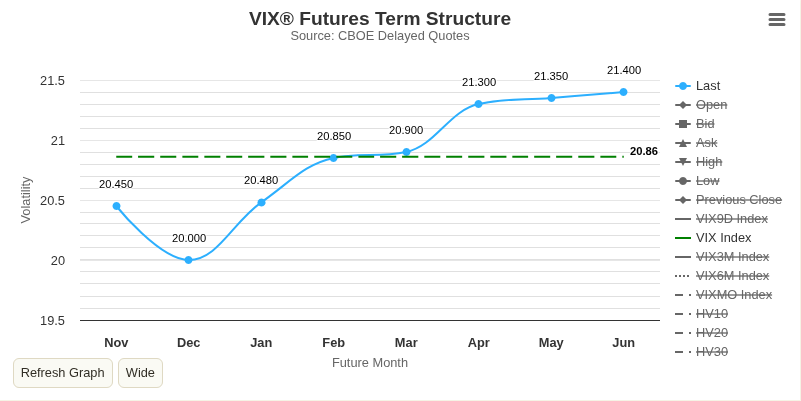 VIX® Futures Term Structure
Source: CBOE Delayed Quotes
21.5
21
20.5
20
19.5
Volatility
20.450
20.000
20.480
20.850
20.900
21.300
21.350
21.400
20.86
Nov Dec Jan Feb Mar Apr May Jun
Future Month
Last
Open
Bid
Ask
High
Low
Previous Close
VIX9D Index
VIX Index
VIX3M Index
VIX6M Index
VIXMO Index
HV10
HV20
HV30
Refresh Graph Wide